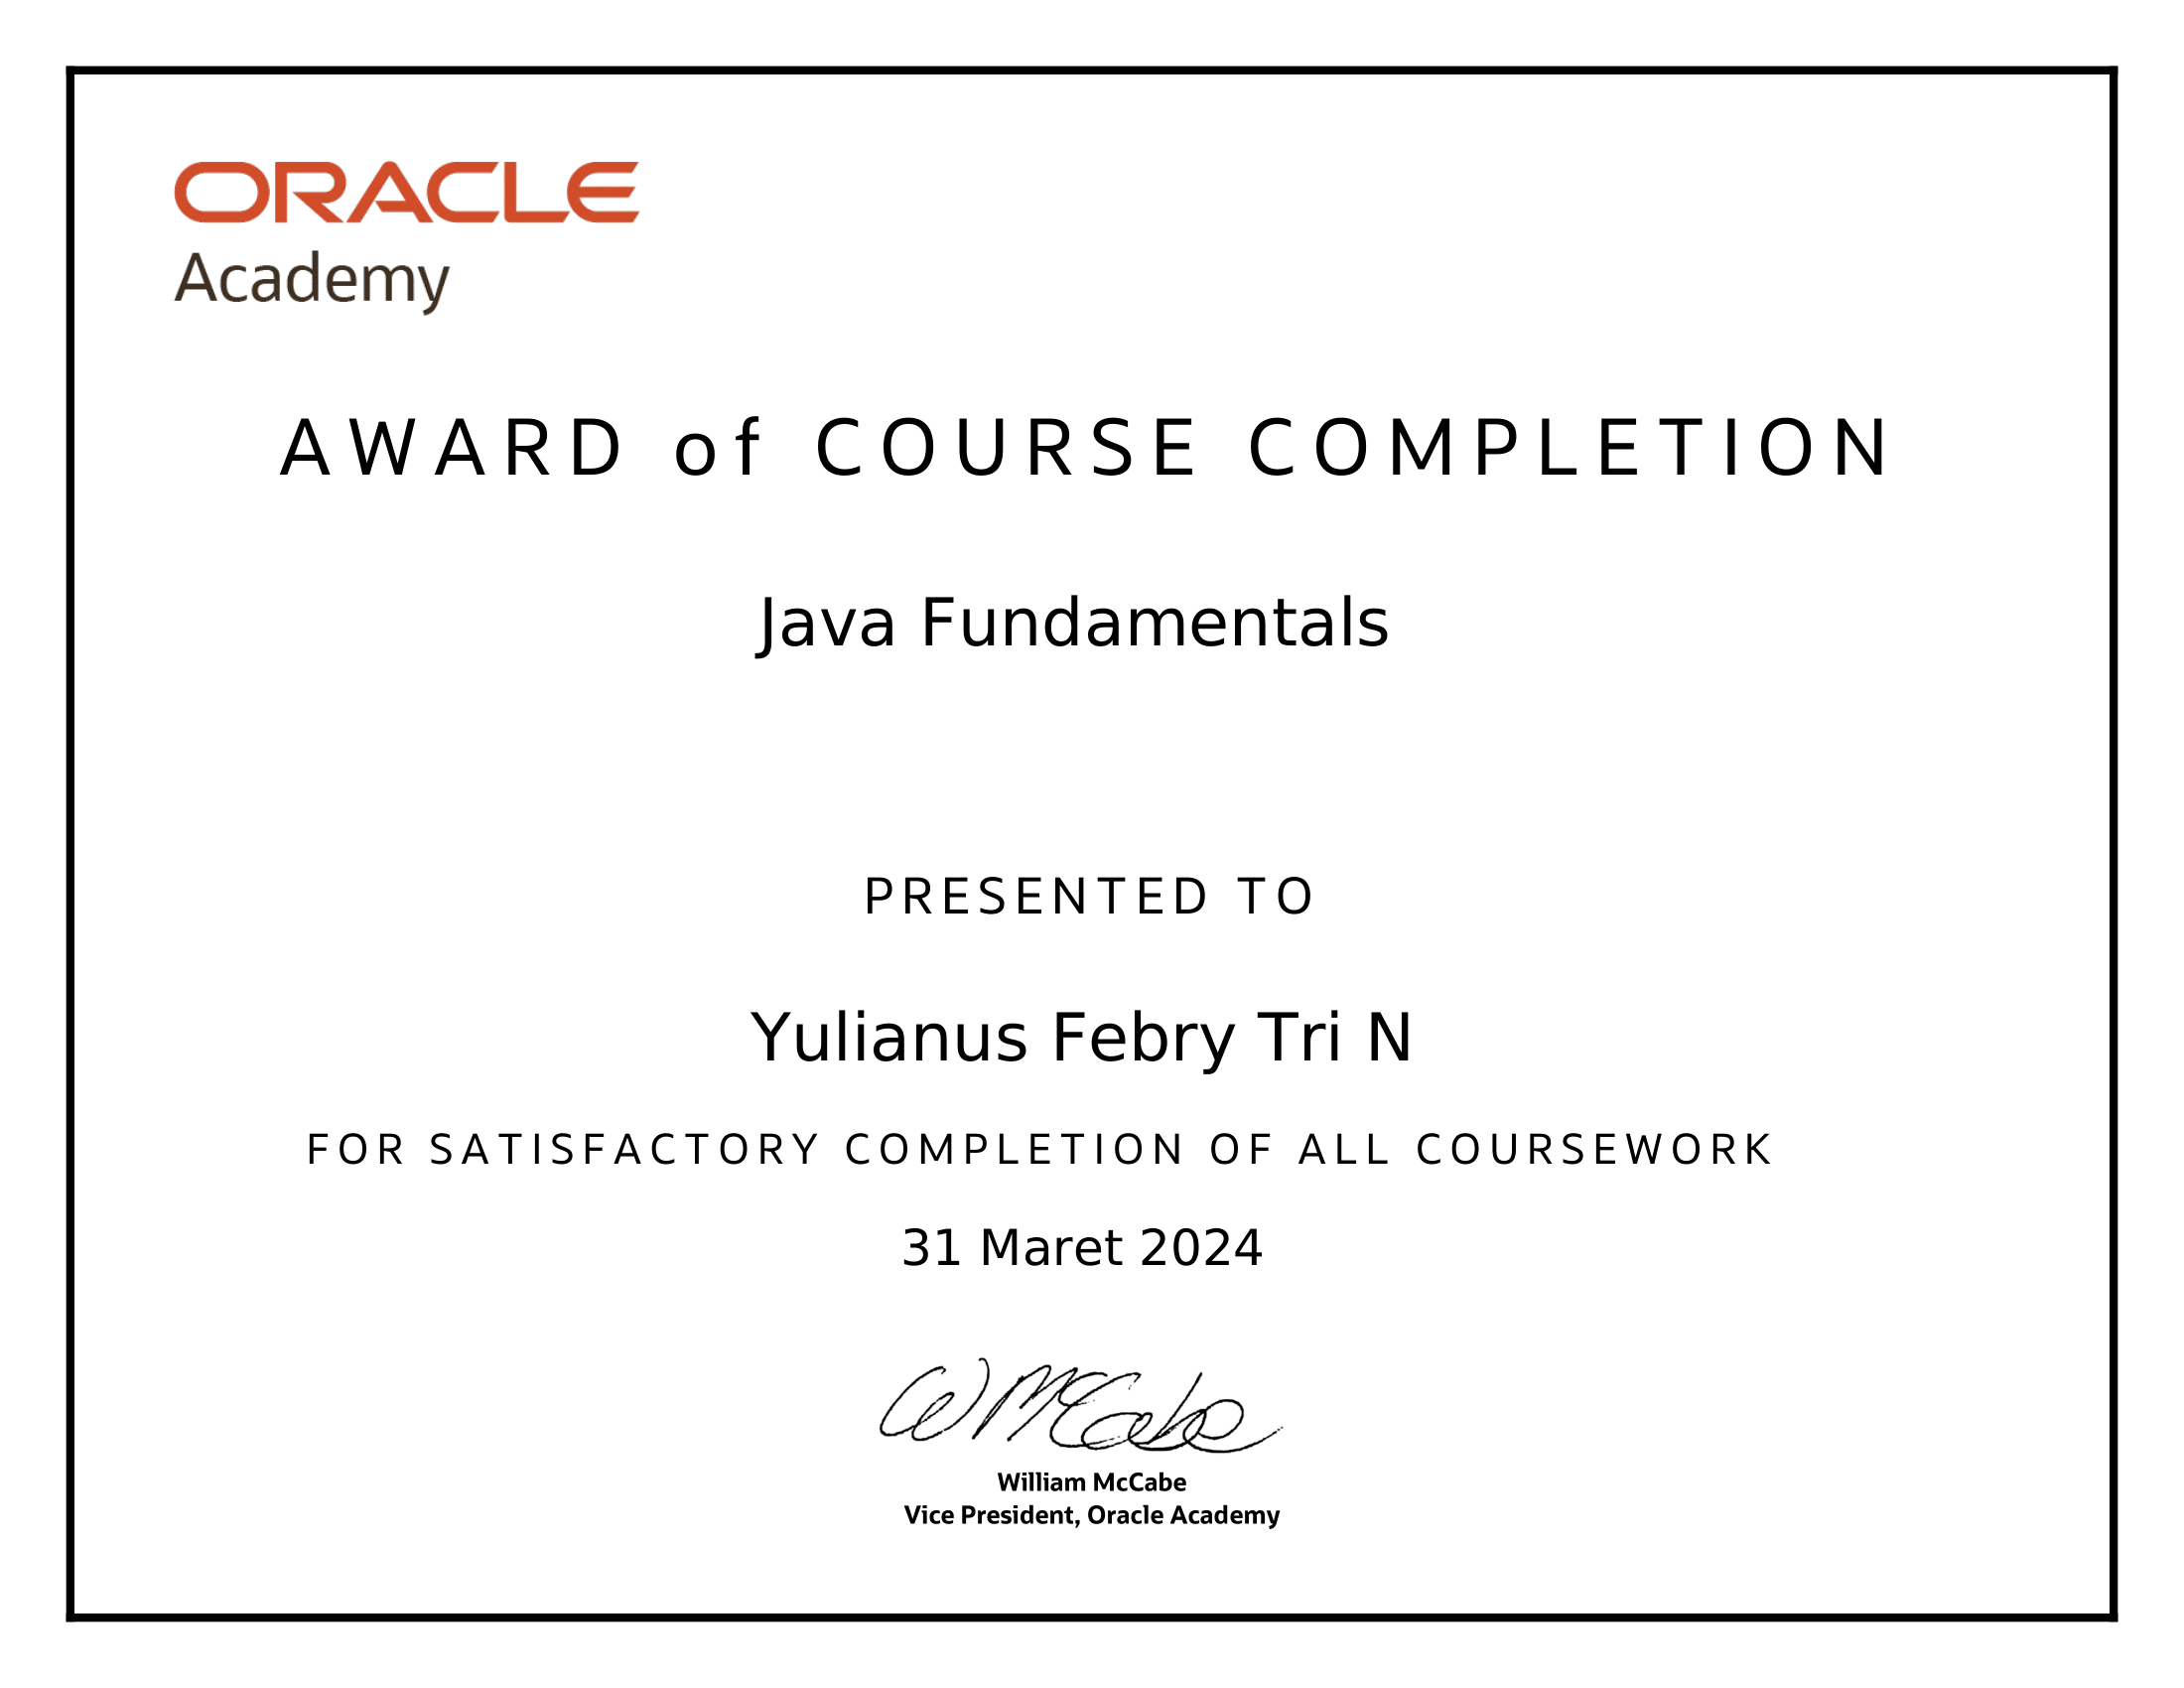 ORACLE
Academy
AWARD of COURSE COMPLETION
Java Fundamentals
PRESENTED TO
Yulianus Febry Tri N
FOR SATISFACTORY COMPLETION OF ALL COURSEWORK
31 Maret 2024
W McCabe
William McCabe
Vice President, Oracle Academy